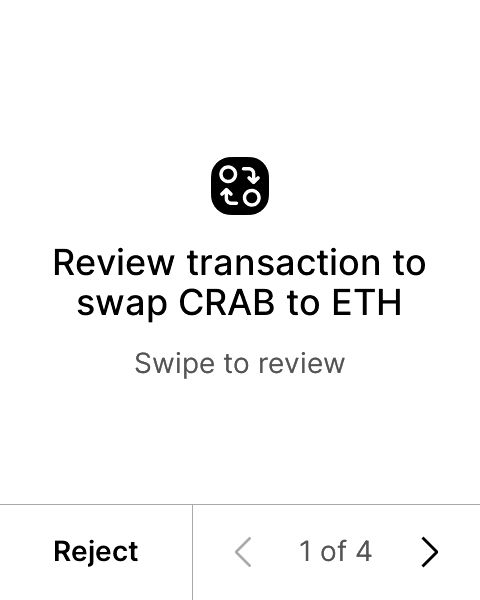 Review transaction to
swap CRAB to ETH
Swipe to review
Reject
1 of 4